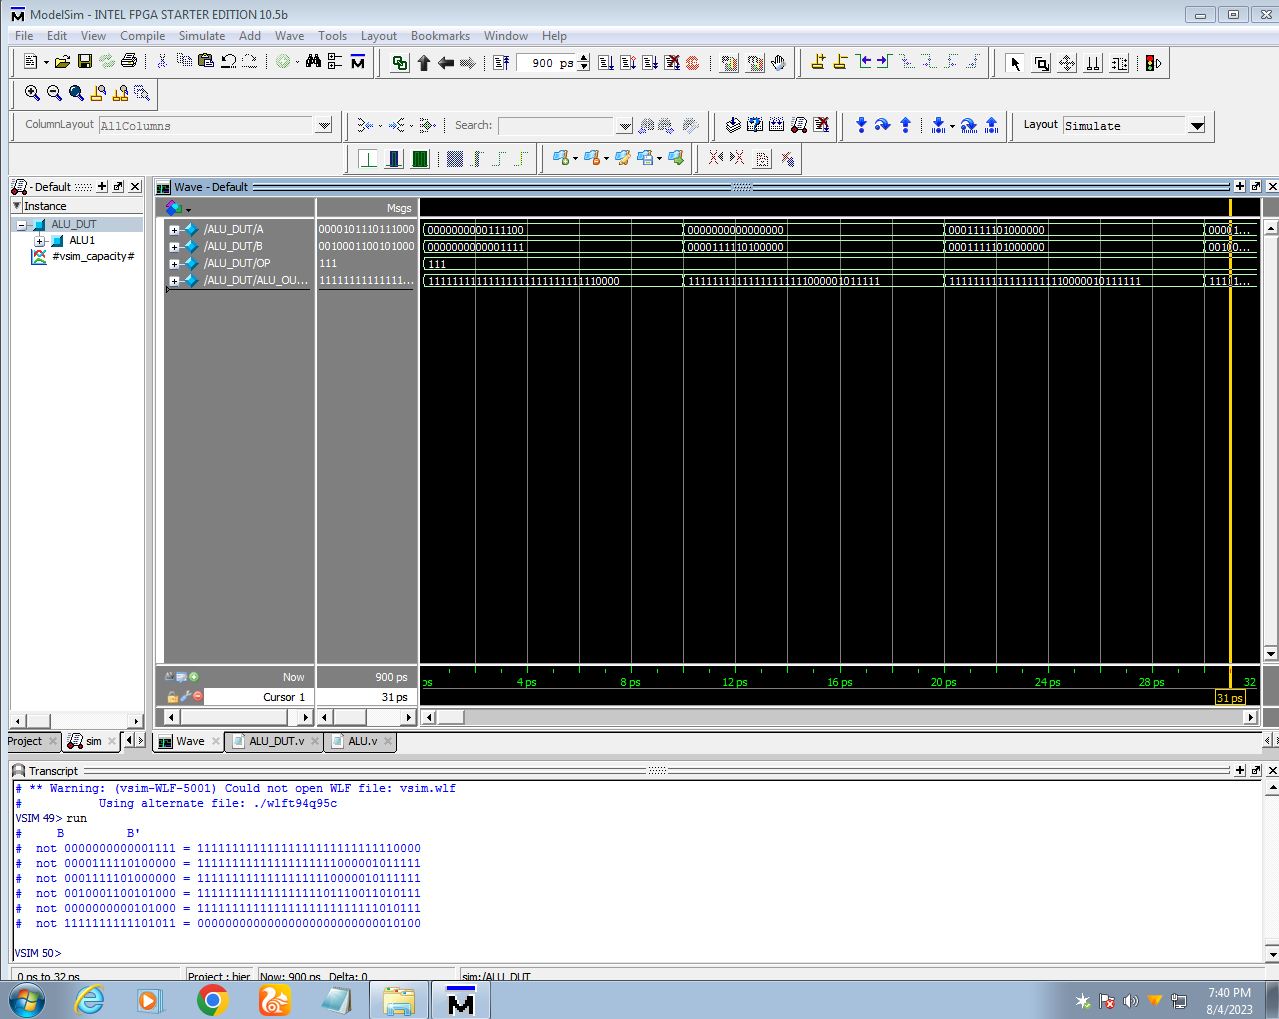 ModelSim - INTEL FPGA STARTER EDITION 10.5b
File Edit View Compile Simulate Add Wave Tools Layout Bookmarks Window Help
900 ps
ColumnLayout AllColumns
Search:
Layout Simulate
- Default
Wave - Default
Instance
ALU_DUT
ALU1
#vsim_capacity#
Msgs
/ALU_DUT/A 0000101110111000 0000000000111100 0000000000000000 0001111101000000 00001...
/ALU_DUT/B 0010001100101000 0000000000001111 0000111110100000 0001111101000000 00100...
/ALU_DUT/OP 111 111
/ALU_DUT/ALU_OU... 11111111111111... 11111111111111111111111111110000 11111111111111111111000001011111 11111111111111111110000010111111 11111...
Now 900 ps
ps 4 ps 8 ps 12 ps 16 ps 20 ps 24 ps 28 ps 32
Cursor 1 31 ps
31 ps
Project sim Wave ALU_DUT.v ALU.v
Transcript
# ** Warning: (vsim-WLF-5001) Could not open WLF file: vsim.wlf
# Using alternate file: ./wlft94q95c
VSIM 49> run
# B B'
# not 0000000000001111 = 11111111111111111111111111110000
# not 0000111110100000 = 11111111111111111111000001011111
# not 0001111101000000 = 11111111111111111110000010111111
# not 0010001100101000 = 11111111111111111101110011010111
# not 0000000000101000 = 11111111111111111111111111010111
# not 1111111111101011 = 00000000000000000000000000010100
VSIM 50>
0 ps to 32 ps Project : hier Now: 900 ps Delta: 0 sim:/ALU_DUT
7:40 PM
8/4/2023